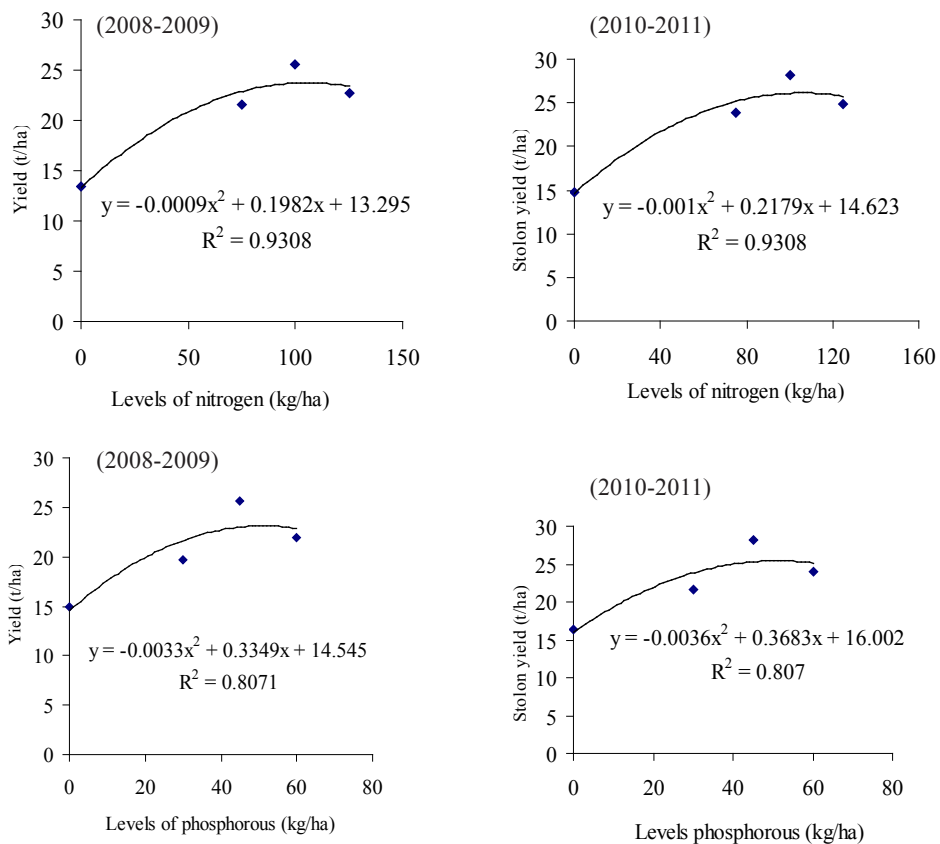 (2008-2009)
30
25
20
15
10
5
0
Yield (t/ha)
y = -0.0009x² + 0.1982x + 13.295
R² = 0.9308
0 50 100 150
Levels of nitrogen (kg/ha)
(2010-2011)
30
25
20
15
10
5
0
Stolon yield (t/ha)
y = -0.001x² + 0.2179x + 14.623
R² = 0.9308
0 40 80 120 160
Levels of nitrogen (kg/ha)
(2008-2009)
30
25
20
15
10
5
0
Yield (t/ha)
y = -0.0033x² + 0.3349x + 14.545
R² = 0.8071
0 20 40 60 80
Levels of phosphorous (kg/ha)
(2010-2011)
30
25
20
15
10
5
0
Stolon yield (t/ha)
y = -0.0036x² + 0.3683x + 16.002
R² = 0.807
0 20 40 60 80
Levels phosphorous (kg/ha)